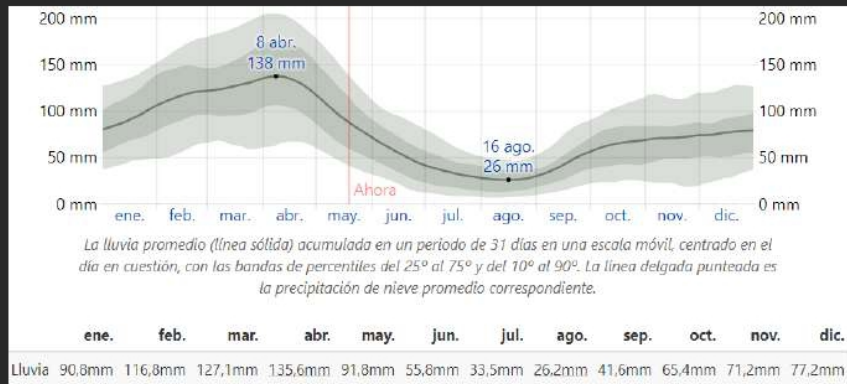 200 mm 200 mm
8 abr.
138 mm
150 mm 150 mm
100 mm 100 mm
16 ago.
26 mm
50 mm 50 mm
Ahora
0 mm 0 mm
ene. feb. mar. abr. may. jun. jul. ago. sep. oct. nov. dic.
La lluvia promedio (línea sólida) acumulada en un periodo de 31 días en una escala móvil, centrado en el
día en cuestión, con las bandas de percentiles del 25º al 75º y del 10º al 90º. La línea delgada punteada es
la precipitación de nieve promedio correspondiente.
ene. feb. mar. abr. may. jun. jul. ago. sep. oct. nov. dic.
Lluvia 90,8mm 116,8mm 127,1mm 135,6mm 91,8mm 55,8mm 33,5mm 26,2mm 41,6mm 65,4mm 71,2mm 77,2mm